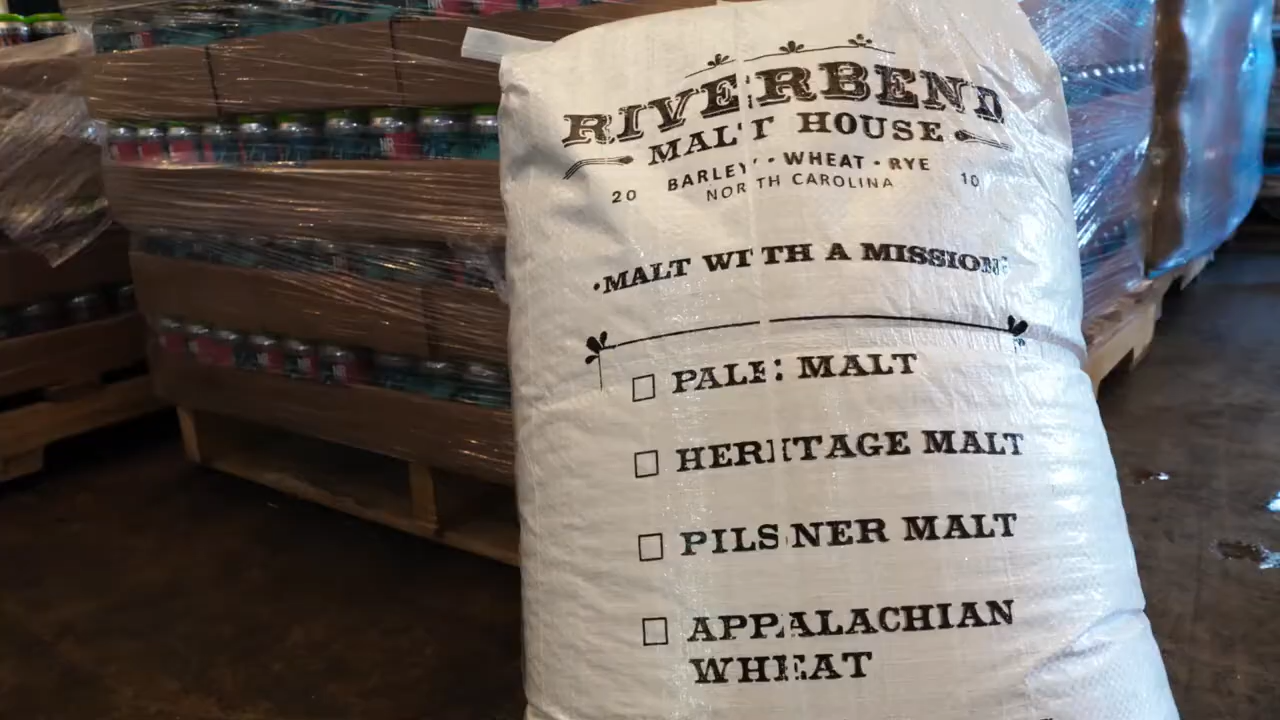 RIVERBEND
MALT HOUSE
BARLEY · WHEAT · RYE
20 NORTH CAROLINA 10
·MALT WITH A MISSION·
PALE MALT
HERITAGE MALT
PILSNER MALT
APPALACHIAN
WHEAT